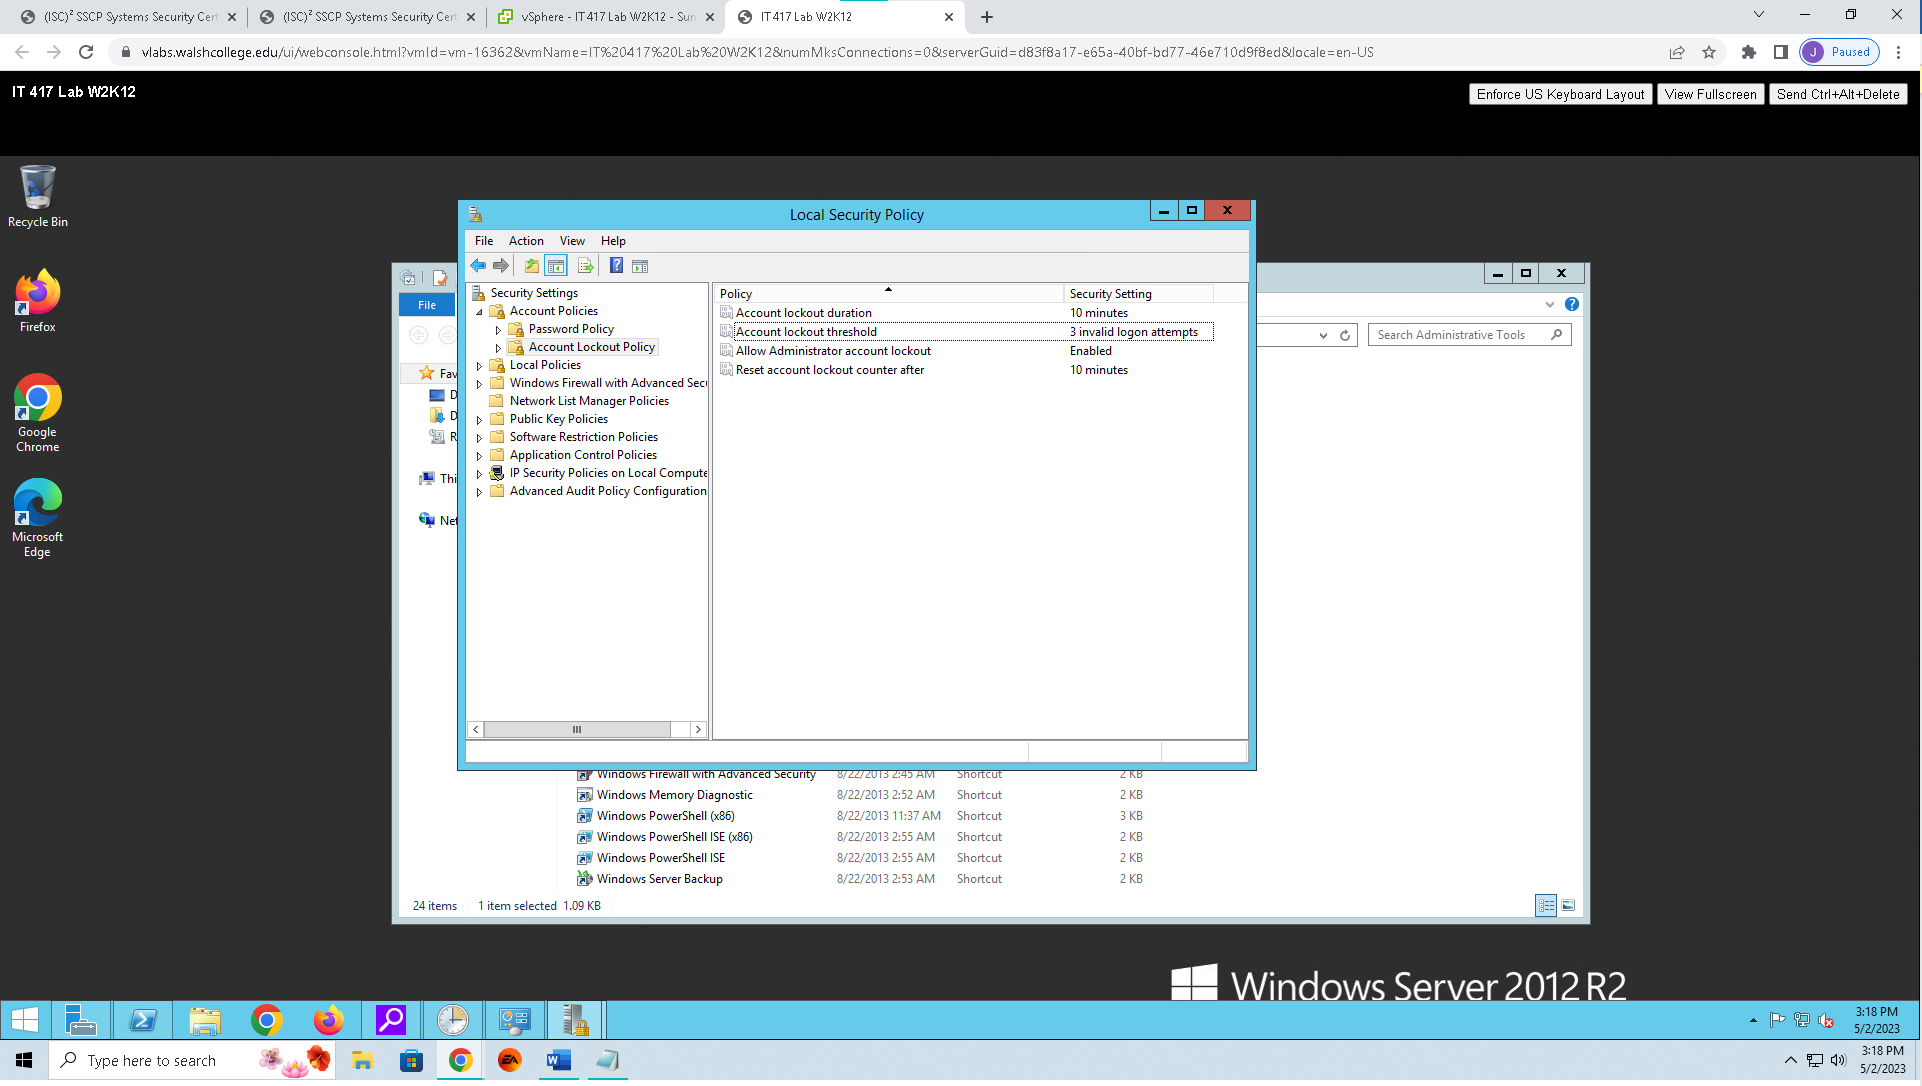 (ISC)² SSCP Systems Security Cert
(ISC)² SSCP Systems Security Cert
vSphere - IT 417 Lab W2K12 - Sum
IT 417 Lab W2K12
vlabs.walshcollege.edu/ui/webconsole.html?vmId=vm-16362&vmName=IT%20417%20Lab%20W2K12&numMksConnections=0&serverGuid=d83f8a17-e65a-40bf-bd77-46e710d9f8ed&locale=en-US
J Paused
IT 417 Lab W2K12
Enforce US Keyboard Layout
View Fullscreen
Send Ctrl+Alt+Delete
Recycle Bin
Firefox
Google
Chrome
Microsoft
Edge
Local Security Policy
File Action View Help
Security Settings
Account Policies
Password Policy
Account Lockout Policy
Local Policies
Windows Firewall with Advanced Secu
Network List Manager Policies
Public Key Policies
Software Restriction Policies
Application Control Policies
IP Security Policies on Local Compute
Advanced Audit Policy Configuration
Policy Security Setting
Account lockout duration 10 minutes
Account lockout threshold 3 invalid logon attempts
Allow Administrator account lockout Enabled
Reset account lockout counter after 10 minutes
File
Search Administrative Tools
Fav
D
D
R
Thi
Net
Windows Firewall with Advanced Security 8/22/2013 2:45 AM Shortcut 2 KB
Windows Memory Diagnostic 8/22/2013 2:52 AM Shortcut 2 KB
Windows PowerShell (x86) 8/22/2013 11:37 AM Shortcut 3 KB
Windows PowerShell ISE (x86) 8/22/2013 2:55 AM Shortcut 2 KB
Windows PowerShell ISE 8/22/2013 2:55 AM Shortcut 2 KB
Windows Server Backup 8/22/2013 2:53 AM Shortcut 2 KB
24 items 1 item selected 1.09 KB
Windows Server 2012 R2
3:18 PM
5/2/2023
Type here to search
EA
3:18 PM
5/2/2023